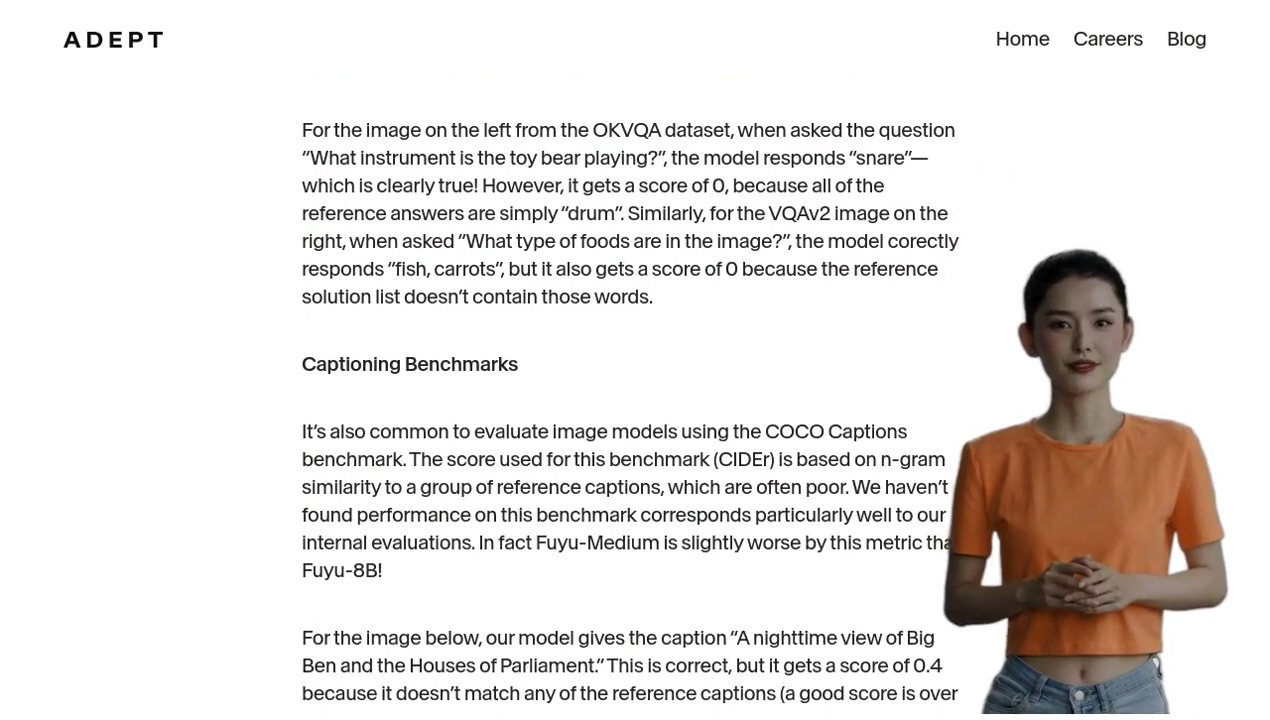 ADEPT
Home Careers Blog
For the image on the left from the OKVQA dataset, when asked the question
“What instrument is the toy bear playing?”, the model responds “snare”—
which is clearly true! However, it gets a score of 0, because all of the
reference answers are simply “drum”. Similarly, for the VQAv2 image on the
right, when asked “What type of foods are in the image?”, the model corectly
responds “fish, carrots”, but it also gets a score of 0 because the reference
solution list doesn’t contain those words.
Captioning Benchmarks
It’s also common to evaluate image models using the COCO Captions
benchmark. The score used for this benchmark (CIDEr) is based on n-gram
similarity to a group of reference captions, which are often poor. We haven’t
found performance on this benchmark corresponds particularly well to our
internal evaluations. In fact Fuyu-Medium is slightly worse by this metric
Fuyu-8B!
For the image below, our model gives the caption “A nighttime view of Big
Ben and the Houses of Parliament.” This is correct, but it gets a score of 0.4
because it doesn’t match any of the reference captions (a good score is over